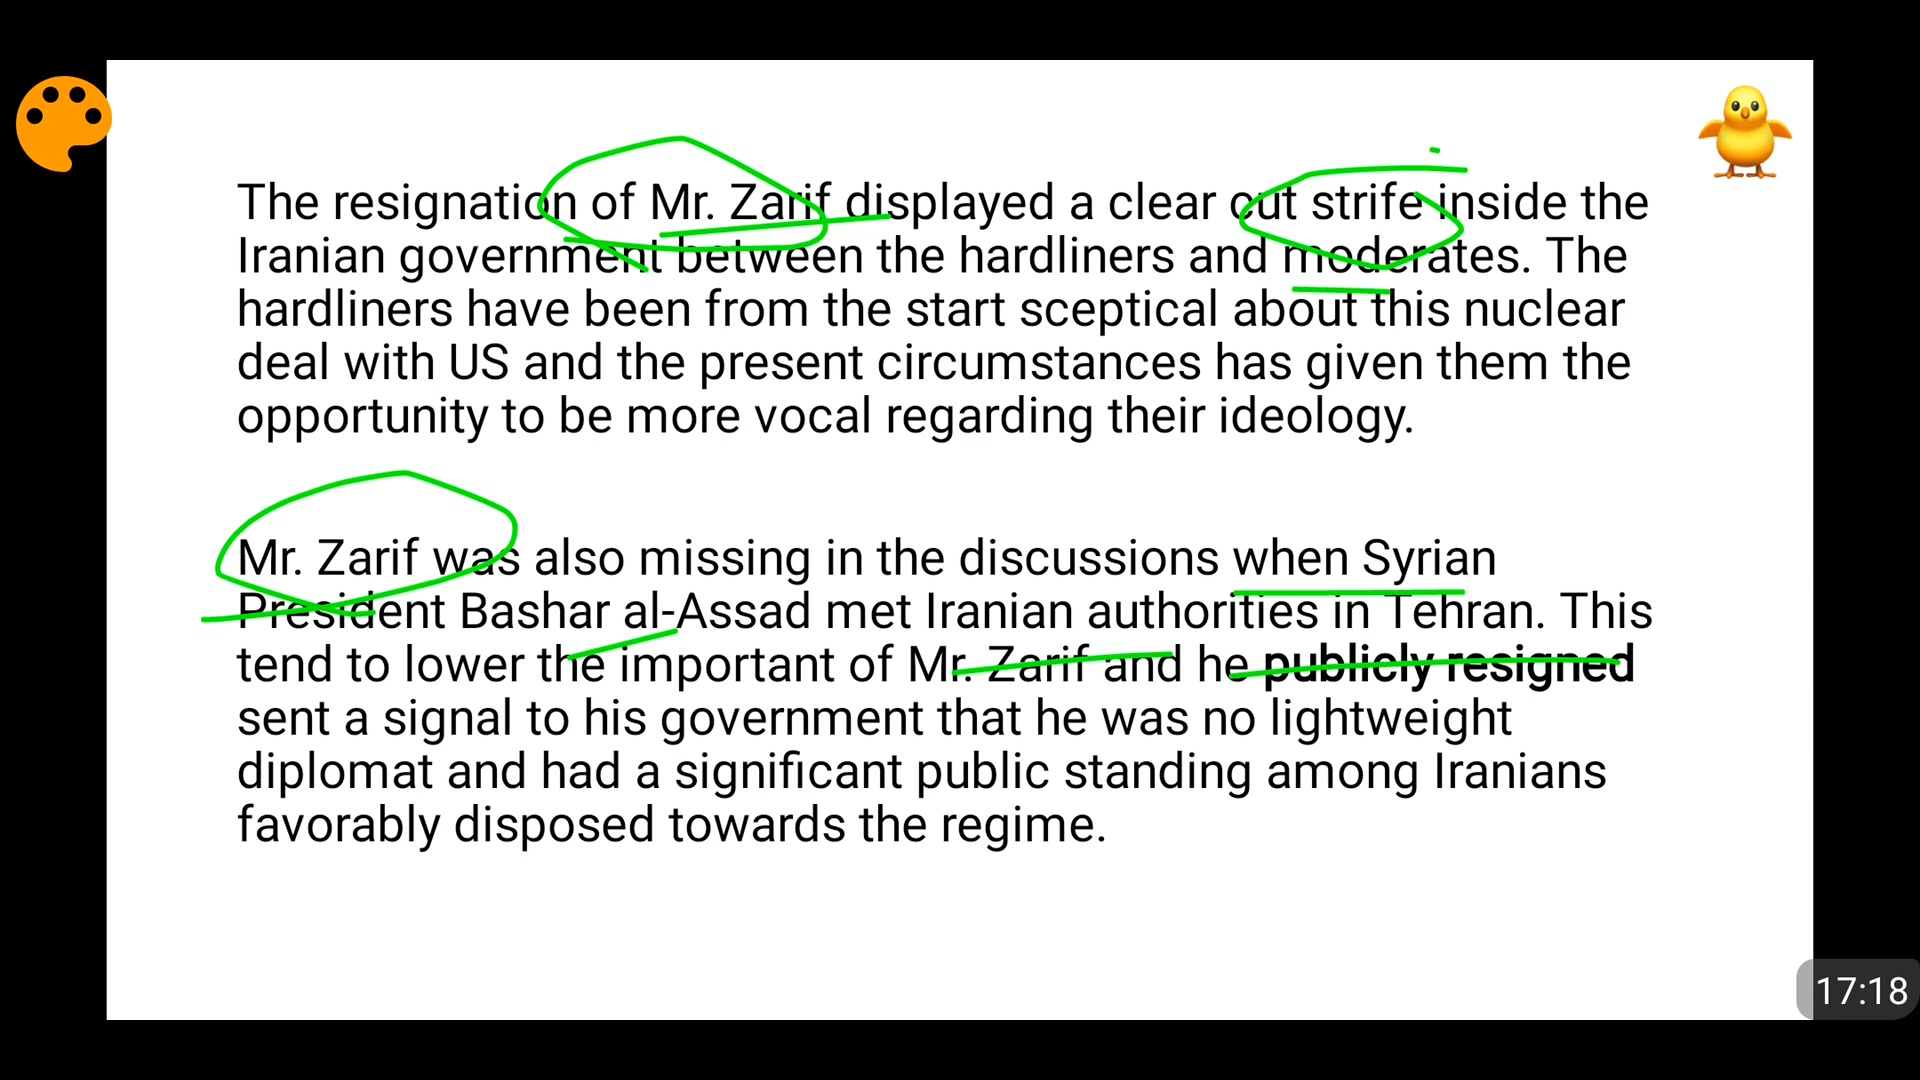 The resignation of Mr. Zarif displayed a clear cut strife inside the
Iranian government between the hardliners and moderates. The
hardliners have been from the start sceptical about this nuclear
deal with US and the present circumstances has given them the
opportunity to be more vocal regarding their ideology.
Mr. Zarif was also missing in the discussions when Syrian
President Bashar al-Assad met Iranian authorities in Tehran. This
tend to lower the important of Mr. Zarif and he publicly resigned
sent a signal to his government that he was no lightweight
diplomat and had a significant public standing among Iranians
favorably disposed towards the regime.
17:18